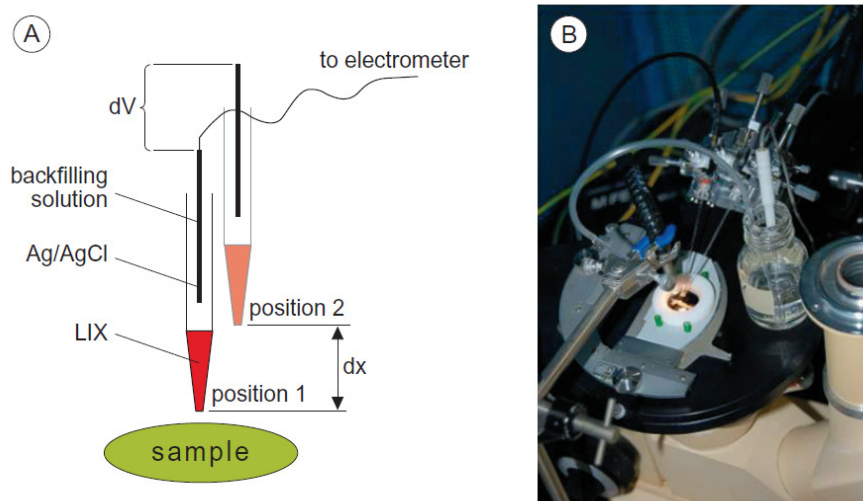 A
to electrometer
dV
backfilling
solution
Ag/AgCl
LIX
position 2
dx
position 1
sample
B